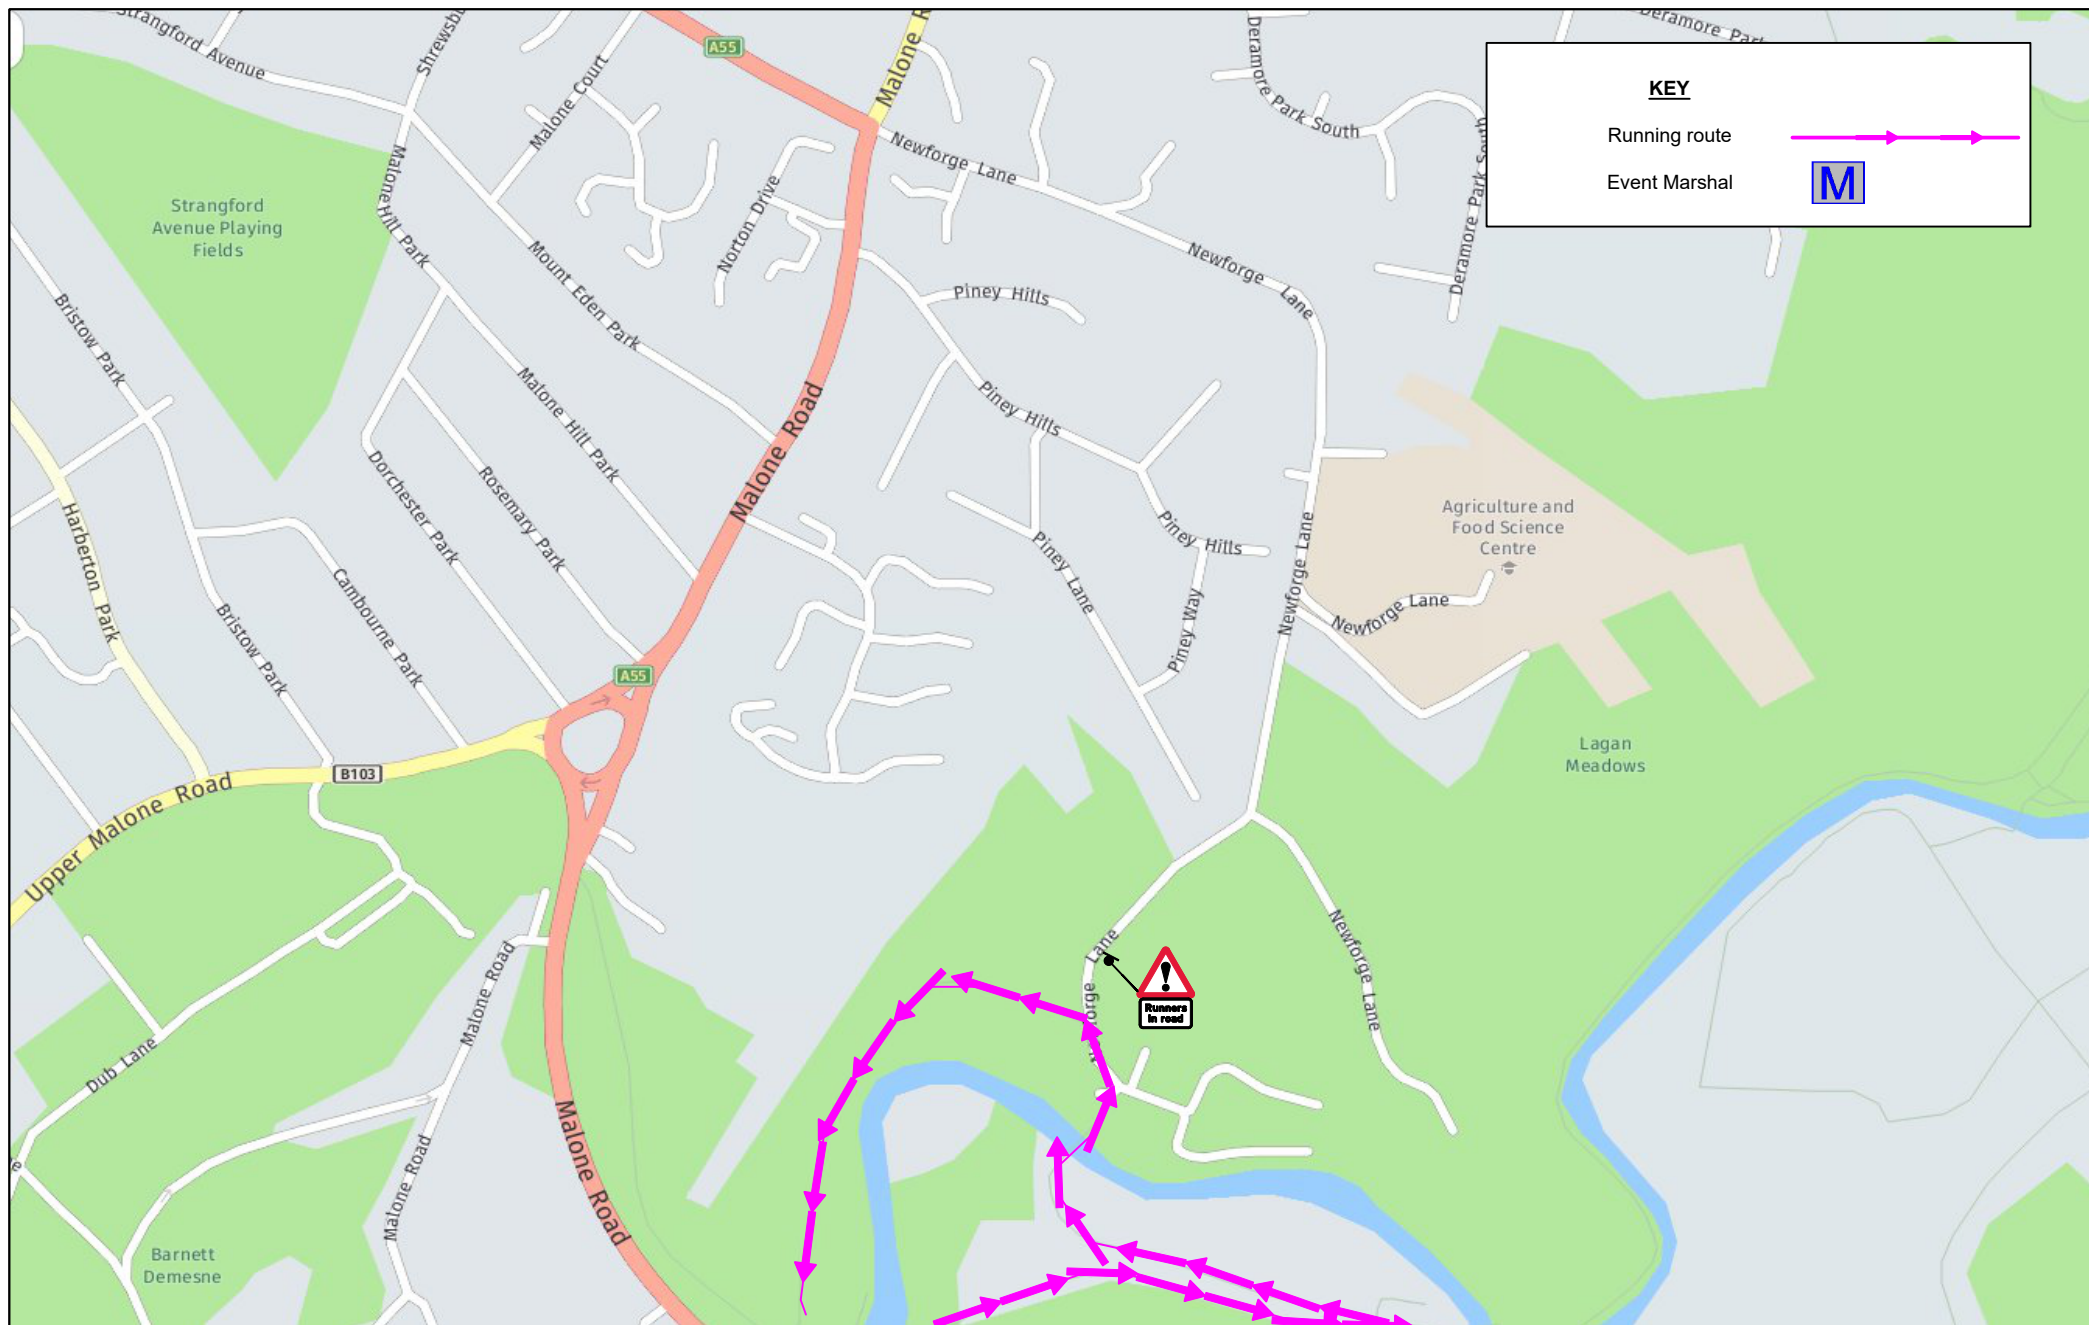 Strangford Avenue
Shrewsbu
A55
Malone R
Malone Court
Deramore Park South
Deramore Park
KEY
Running route
Event Marshal
M
Newforge Lane
Malone Hill Park
Strangford
Avenue Playing
Fields
Norton Drive
Mount Eden Park
Newforge Lane
Deramore Park South
Piney Hills
Bristow Park
Malone Hill Park
Malone Road
Piney Hills
Dorchester Park
Rosemary Park
Harberton Park
Agriculture and
Food Science
Centre
Piney Hills
Piney Lane
Newforge Lane
Newforge Lane
Cambourne Park
Bristow Park
Piney Way
A55
Lagan
Meadows
B103
Upper Malone Road
Lane
Newforge Lane
Malone Road
Runners
in road
Dub Lane
Malone Road
Malone Road
Barnett
Demesne